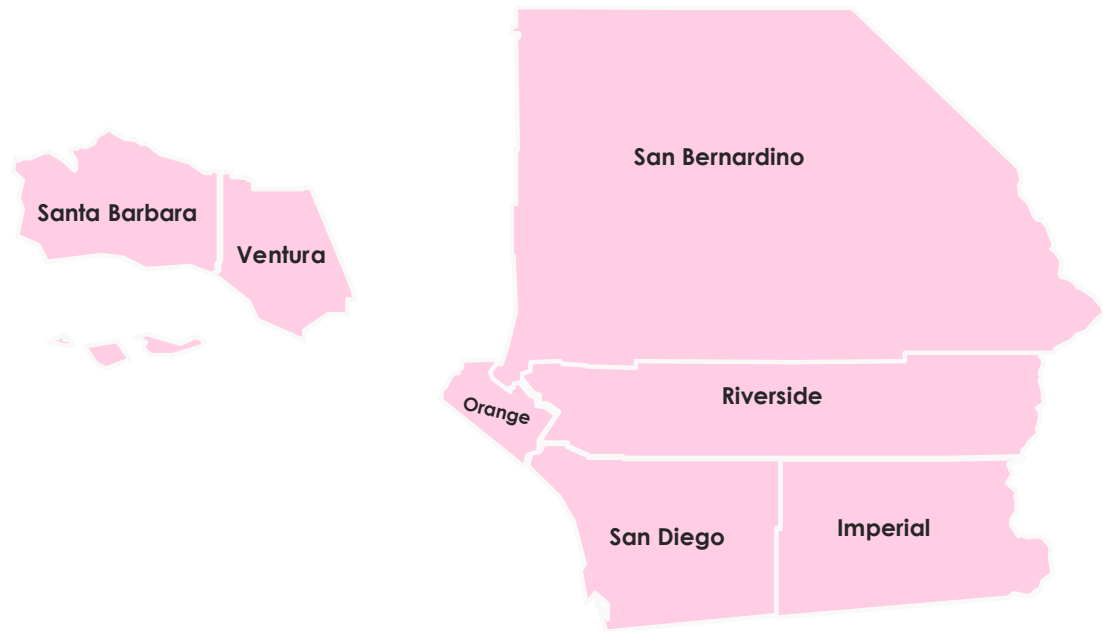 San Bernardino
Santa Barbara
Ventura
Riverside
Orange
Imperial
San Diego